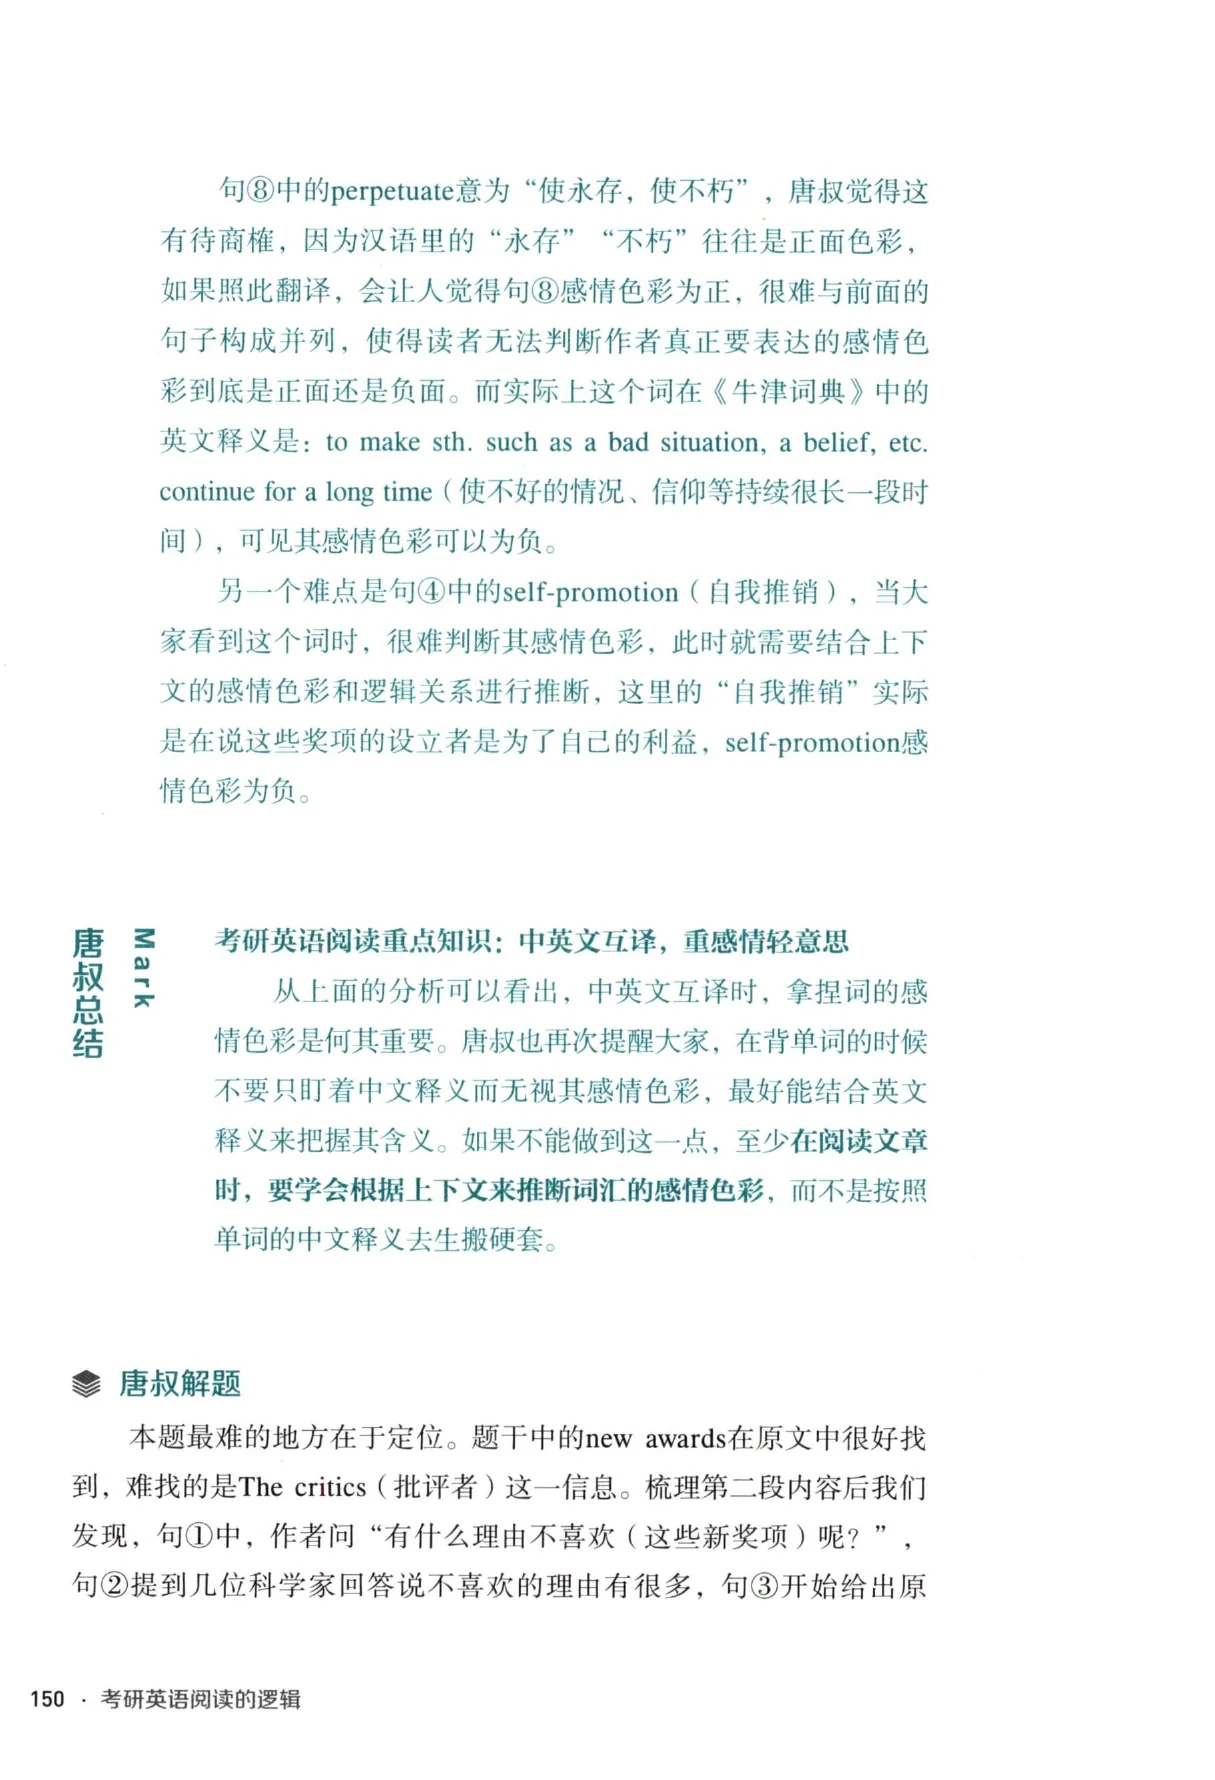 句⑧中的perpetuate意为“使永存，使不朽”，唐叔觉得这
有待商榷，因为汉语里的“永存”“不朽”往往是正面色彩，
如果照此翻译，会让人觉得句⑧感情色彩为正，很难与前面的
句子构成并列，使得读者无法判断作者真正要表达的感情色
彩到底是正面还是负面。而实际上这个词在《牛津词典》中的
英文释义是：to make sth. such as a bad situation, a belief, etc.
continue for a long time（使不好的情况、信仰等持续很长一段时
间），可见其感情色彩可以为负。
另一个难点是句④中的self-promotion（自我推销），当大
家看到这个词时，很难判断其感情色彩，此时就需要结合上下
文的感情色彩和逻辑关系进行推断，这里的“自我推销”实际
是在说这些奖项的设立者是为了自己的利益，self-promotion感
情色彩为负。
唐叔总结
Mark
考研英语阅读重点知识：中英文互译，重感情轻意思
从上面的分析可以看出，中英文互译时，拿捏词的感
情色彩是何其重要。唐叔也再次提醒大家，在背单词的时候
不要只盯着中文释义而无视其感情色彩，最好能结合英文
释义来把握其含义。如果不能做到这一点，至少在阅读文章
时，要学会根据上下文来推断词汇的感情色彩，而不是按照
单词的中文释义去生搬硬套。
唐叔解题
本题最难的地方在于定位。题干中的new awards在原文中很好找
到，难找的是The critics（批评者）这一信息。梳理第二段内容后我们
发现，句①中，作者问“有什么理由不喜欢（这些新奖项）呢？”，
句②提到几位科学家回答说不喜欢的理由有很多，句③开始给出原
150 · 考研英语阅读的逻辑